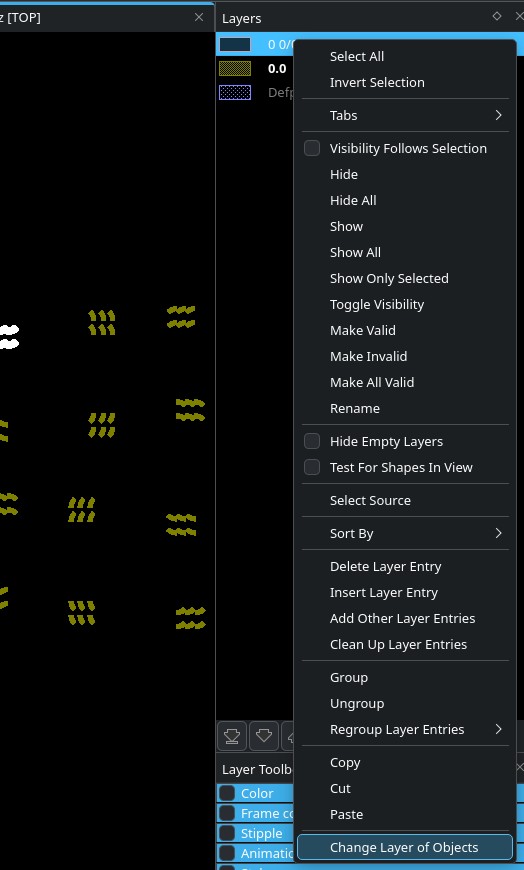 z [TOP]
Layers
0 0/
0.0
Defp
Select All
Invert Selection
Tabs
Visibility Follows Selection
Hide
Hide All
Show
Show All
Show Only Selected
Toggle Visibility
Make Valid
Make Invalid
Make All Valid
Rename
Hide Empty Layers
Test For Shapes In View
Select Source
Sort By
Delete Layer Entry
Insert Layer Entry
Add Other Layer Entries
Clean Up Layer Entries
Group
Ungroup
Regroup Layer Entries
Copy
Cut
Paste
Change Layer of Objects
Layer Toolb
Color
Frame co
Stipple
Animatic